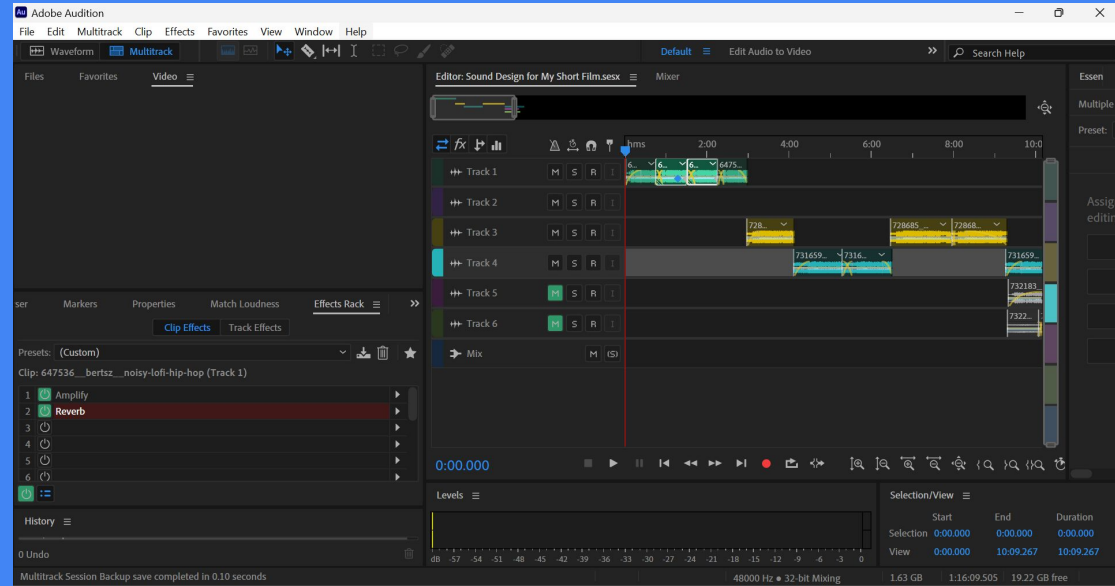 Au Adobe Audition
File Edit Multitrack Clip Effects Favorites View Window Help
Waveform Multitrack Default Edit Audio to Video Search Help
Files Favorites Video
Editor: Sound Design for My Short Film.sesx Mixer
Essen
Multiple
Preset:
fx hms 2:00 4:00 6:00 8:00 10:0
Track 1 M S R I 6... 6... 6... 6475...
Track 2 M S R I
Track 3 M S R I 728... 728685_... 72868...
Track 4 M S R I 731659... 7316... 731659...
Track 5 M S R I 732183
Track 6 M S R I 7322...
Mix M (S)
Assig
editin
ser Markers Properties Match Loudness Effects Rack
Clip Effects Track Effects
Presets: (Custom)
Clip: 647536__bertsz__noisy-lofi-hip-hop (Track 1)
1 Amplify
2 Reverb
3
4
5
6
0:00.000
Levels
dB -57 -54 -51 -48 -45 -42 -39 -36 -33 -30 -27 -24 -21 -18 -15 -12 -9 -6 -3 0
Selection/View
Start End Duration
Selection 0:00.000 0:00.000 0:00.000
View 0:00.000 10:09.267 10:09.267
History
0 Undo
Multitrack Session Backup save completed in 0.10 seconds
48000 Hz ● 32-bit Mixing 1.63 GB 1:16:09.505 19.22 GB free